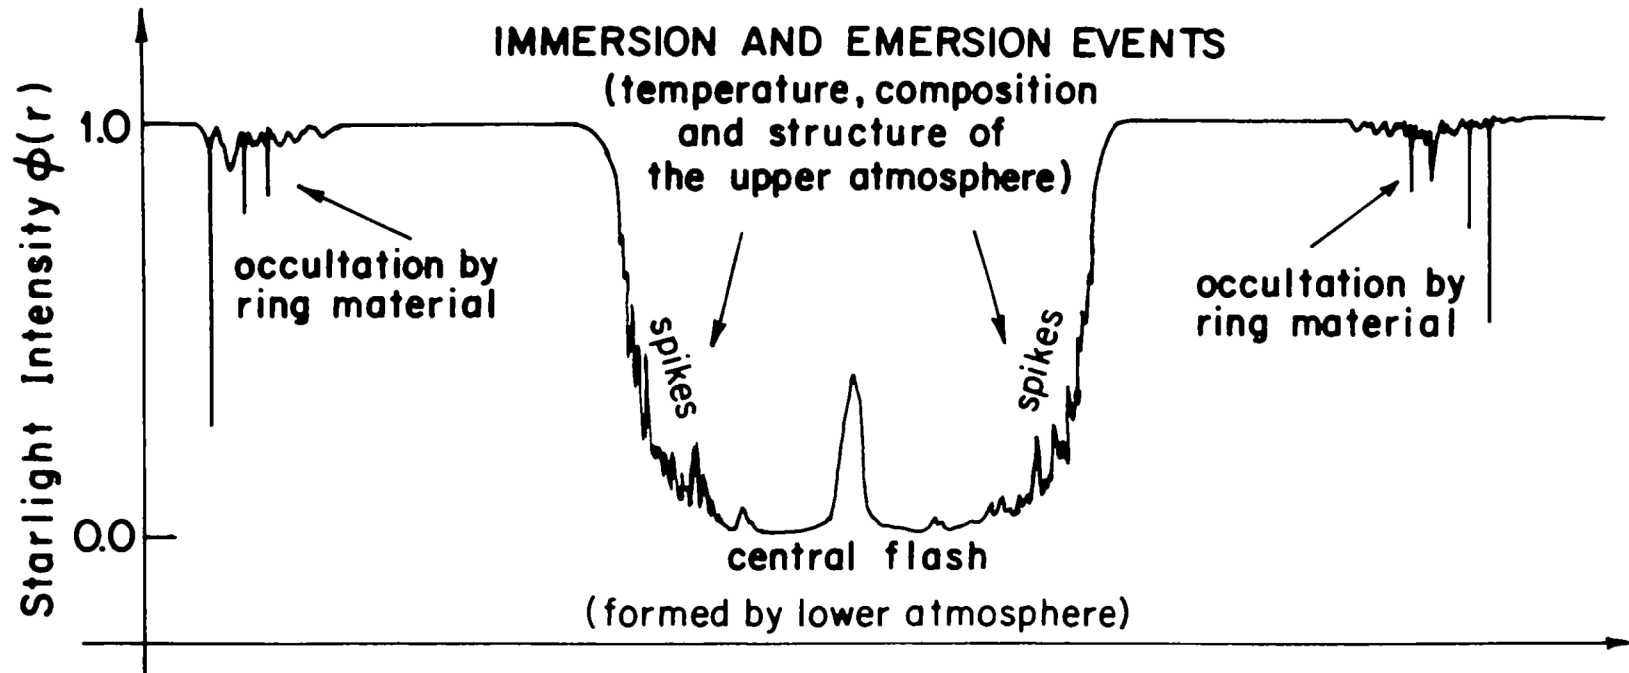 IMMERSION AND EMERSION EVENTS
(temperature, composition
and structure of
the upper atmosphere)
Starlight Intensity ϕ(r)
1.0
0.0
occultation by
ring material
spikes
spikes
occultation by
ring material
central flash
(formed by lower atmosphere)